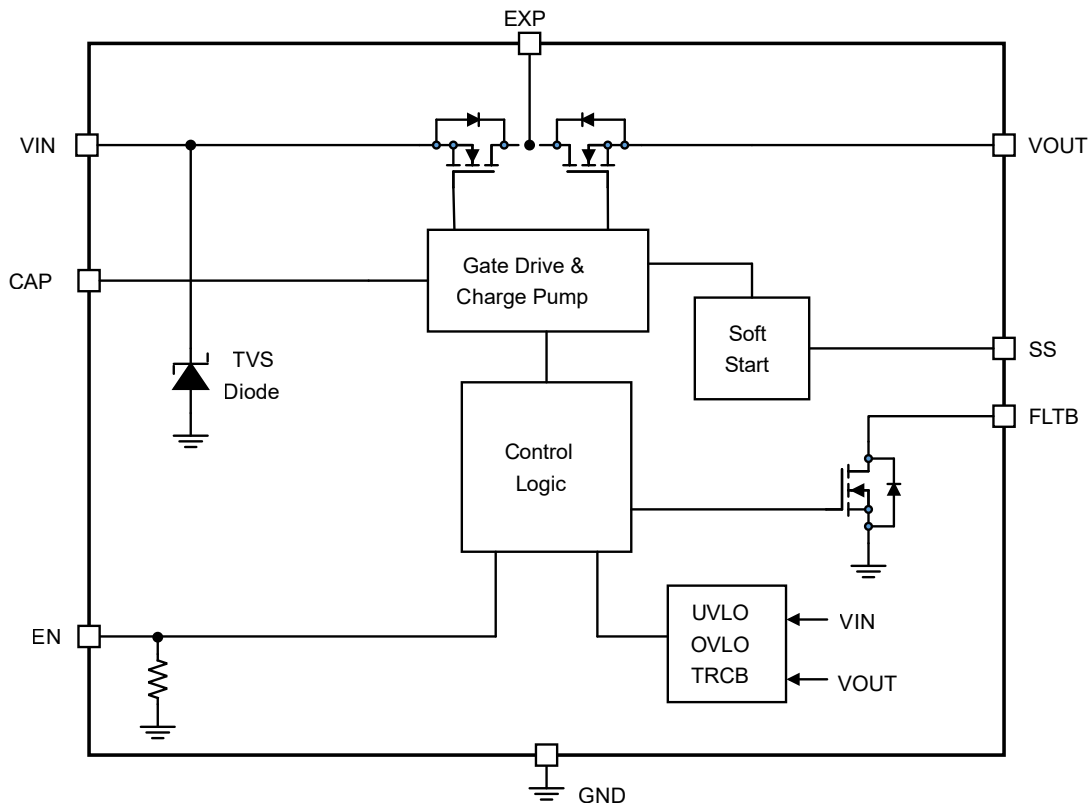 EXP
VIN
VOUT
Gate Drive &
Charge Pump
CAP
Soft
Start
SS
TVS
Diode
FLTB
Control
Logic
EN
UVLO
OVLO
TRCB
VIN
VOUT
GND